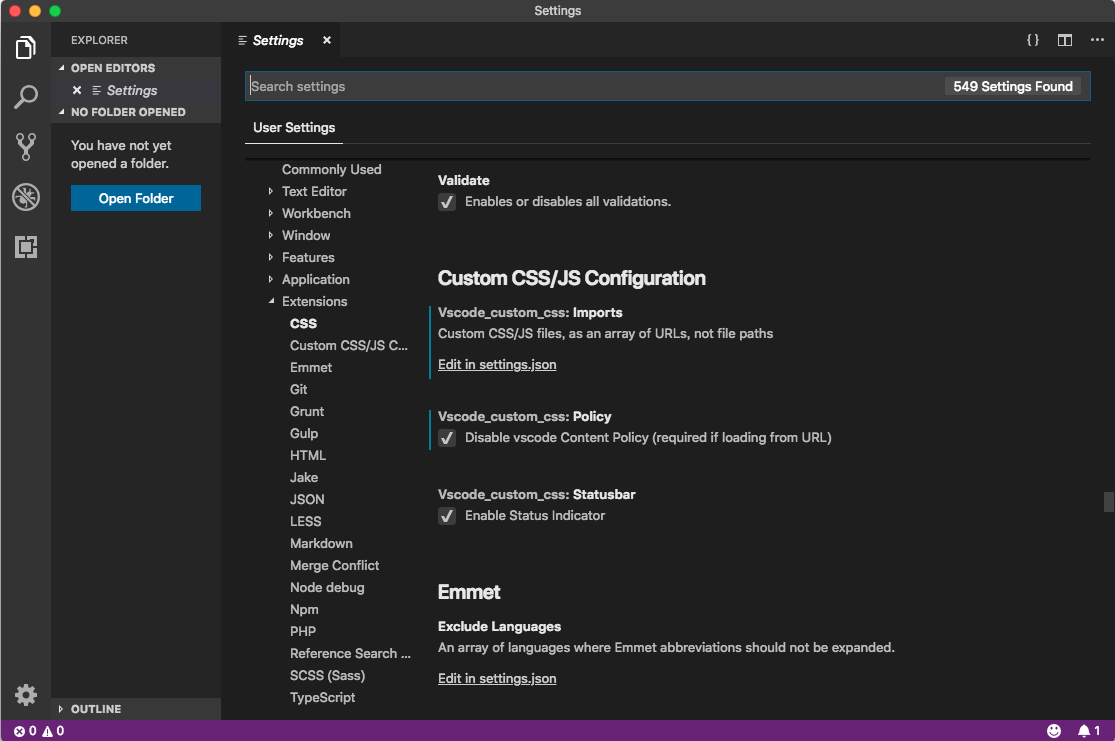 Settings
EXPLORER
OPEN EDITORS
Settings
NO FOLDER OPENED
You have not yet
opened a folder.
Open Folder
OUTLINE
Settings
Search settings
549 Settings Found
User Settings
Commonly Used
Text Editor
Workbench
Window
Features
Application
Extensions
CSS
Custom CSS/JS C...
Emmet
Git
Grunt
Gulp
HTML
Jake
JSON
LESS
Markdown
Merge Conflict
Node debug
Npm
PHP
Reference Search ...
SCSS (Sass)
TypeScript
Validate
Enables or disables all validations.
Custom CSS/JS Configuration
Vscode_custom_css: Imports
Custom CSS/JS files, as an array of URLs, not file paths
Edit in settings.json
Vscode_custom_css: Policy
Disable vscode Content Policy (required if loading from URL)
Vscode_custom_css: Statusbar
Enable Status Indicator
Emmet
Exclude Languages
An array of languages where Emmet abbreviations should not be expanded.
Edit in settings.json
0 0
1